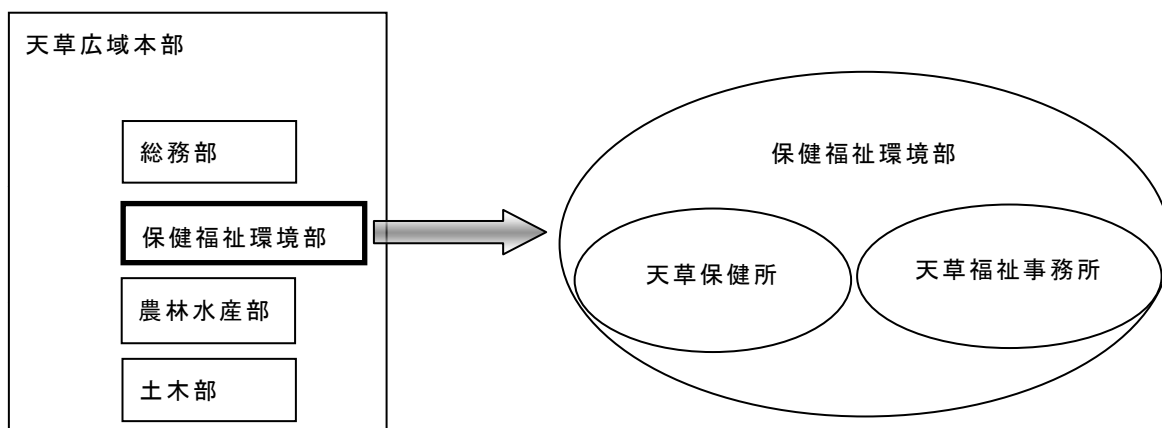 天草広域本部
総務部
保健福祉環境部
農林水産部
土木部
保健福祉環境部
天草保健所
天草福祉事務所